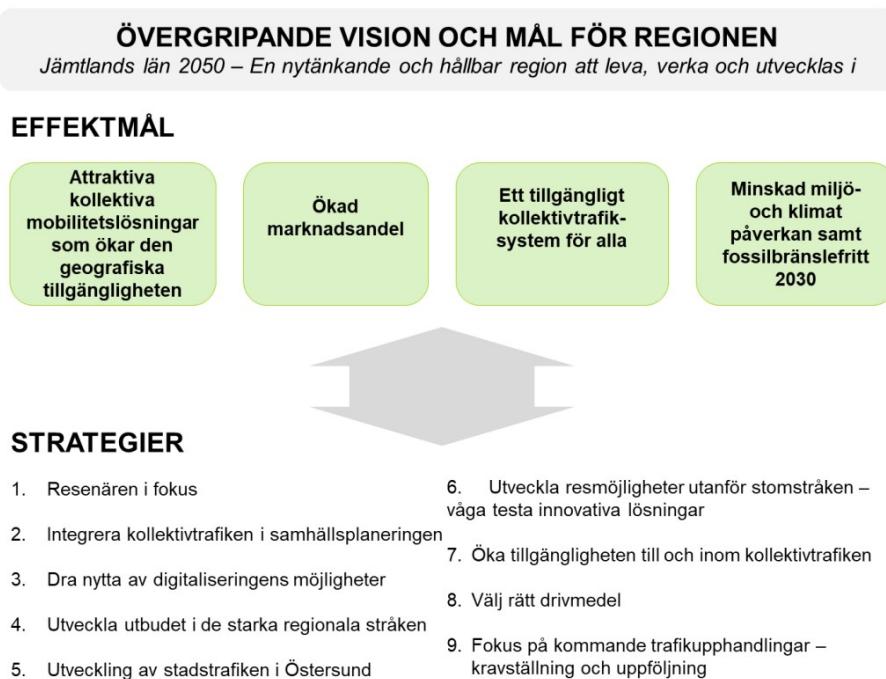 ÖVERGRIPANDE VISION OCH MÅL FÖR REGIONEN
Jämtlands län 2050 – En nytänkande och hållbar region att leva, verka och utvecklas i
EFFEKTMÅL
Attraktiva
kollektiva
mobilitetslösningar
som ökar den
geografiska
tillgängligheten
Ökad
marknadsandel
Ett tillgängligt
kollektivtrafik-
system för alla
Minskad miljö-
och klimat
påverkan samt
fossilbränslefritt
2030
STRATEGIER
1. Resenären i fokus
2. Integrera kollektivtrafiken i samhällsplaneringen
3. Dra nytta av digitaliseringens möjligheter
4. Utveckla utbudet i de starka regionala stråken
5. Utveckling av stadstrafiken i Östersund
6. Utveckla resmöjligheter utanför stomstråken –
våga testa innovativa lösningar
7. Öka tillgängligheten till och inom kollektivtrafiken
8. Välj rätt drivmedel
9. Fokus på kommande trafikupphandlingar –
kravställning och uppföljning